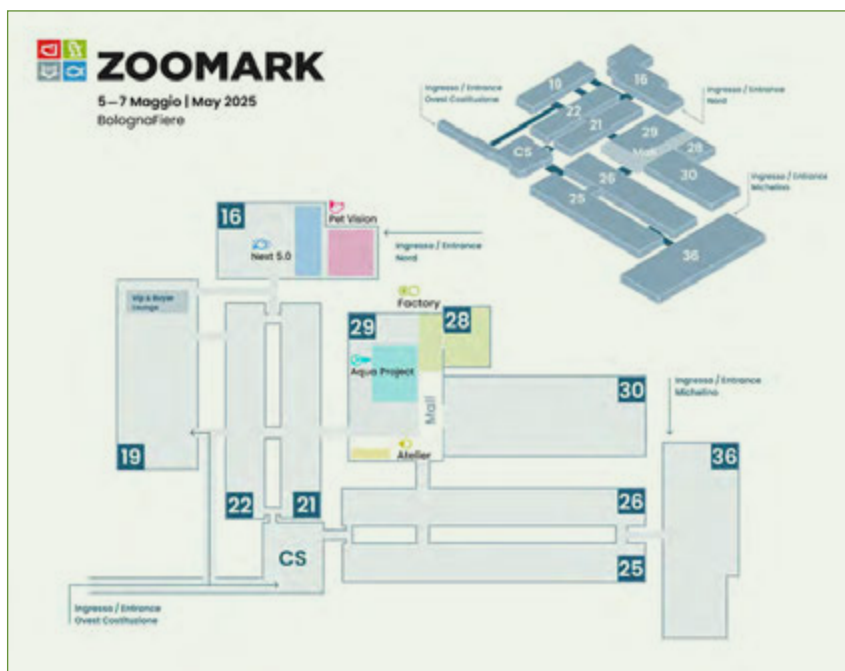 ZOOMARK
5–7 Maggio | May 2025
BolognaFiere
Ingresso / Entrance
Ovest Costituzione
19
16
Ingresso / Entrance
Nord
22
21
29
Mall
28
CS
26
30
25
Ingresso / Entrance
Michelino
36
16
Pet Vision
Next 5.0
Ingresso / Entrance
Nord
Vip & Buyer
Lounge
Factory
29
28
Aqua Project
Mall
30
Ingresso / Entrance
Michelino
Atelier
19
36
22
21
26
CS
25
Ingresso / Entrance
Ovest Costituzione